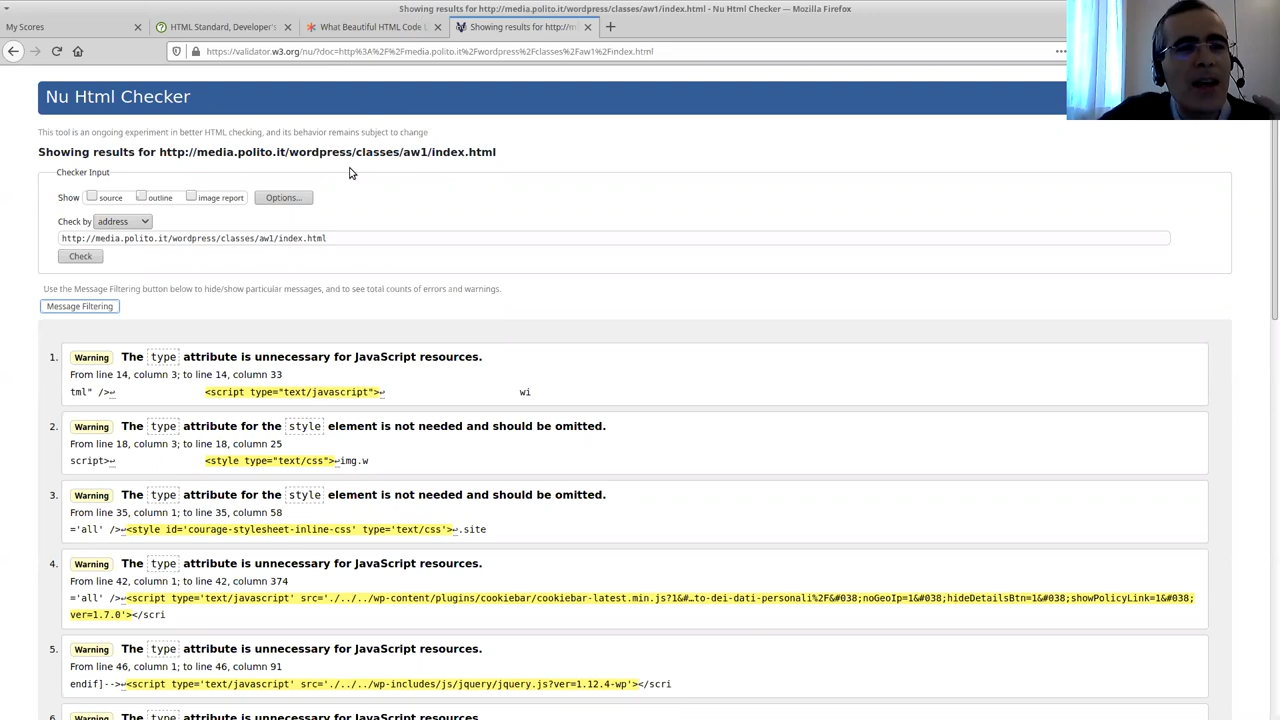 Showing results for http://media.polito.it/wordpress/classes/aw1/index.html - Nu Html Checker — Mozilla Firefox
My Scores
HTML Standard, Developer's
What Beautiful HTML Code L
Showing results for http://m
https://validator.w3.org/nu/?doc=http%3A%2F%2Fmedia.polito.it%2Fwordpress%2Fclasses%2Faw1%2Findex.html
Nu Html Checker
This tool is an ongoing experiment in better HTML checking, and its behavior remains subject to change
Showing results for http://media.polito.it/wordpress/classes/aw1/index.html
Checker Input
Show source outline image report Options...
Check by address
http://media.polito.it/wordpress/classes/aw1/index.html
Check
Use the Message Filtering button below to hide/show particular messages, and to see total counts of errors and warnings.
Message Filtering
1. Warning The type attribute is unnecessary for JavaScript resources.
From line 14, column 3; to line 14, column 33
tml" />↩ <script type="text/javascript">↩ wi
2. Warning The type attribute for the style element is not needed and should be omitted.
From line 18, column 3; to line 18, column 25
script>↩ <style type="text/css">↩img.w
3. Warning The type attribute for the style element is not needed and should be omitted.
From line 35, column 1; to line 35, column 58
='all' />↩<style id='courage-stylesheet-inline-css' type='text/css'>↩.site
4. Warning The type attribute is unnecessary for JavaScript resources.
From line 42, column 1; to line 42, column 374
='all' />↩<script type='text/javascript' src='./../../wp-content/plugins/cookiebar/cookiebar-latest.min.js?1&#…to-dei-dati-personali%2F&#038;noGeoIp=1&#038;hideDetailsBtn=1&#038;showPolicyLink=1&#038;
ver=1.7.0'></scri
5. Warning The type attribute is unnecessary for JavaScript resources.
From line 46, column 1; to line 46, column 91
endif]-->↩<script type='text/javascript' src='./../../wp-includes/js/jquery/jquery.js?ver=1.12.4-wp'></scri
6. Warning The type attribute is unnecessary for JavaScript resources.